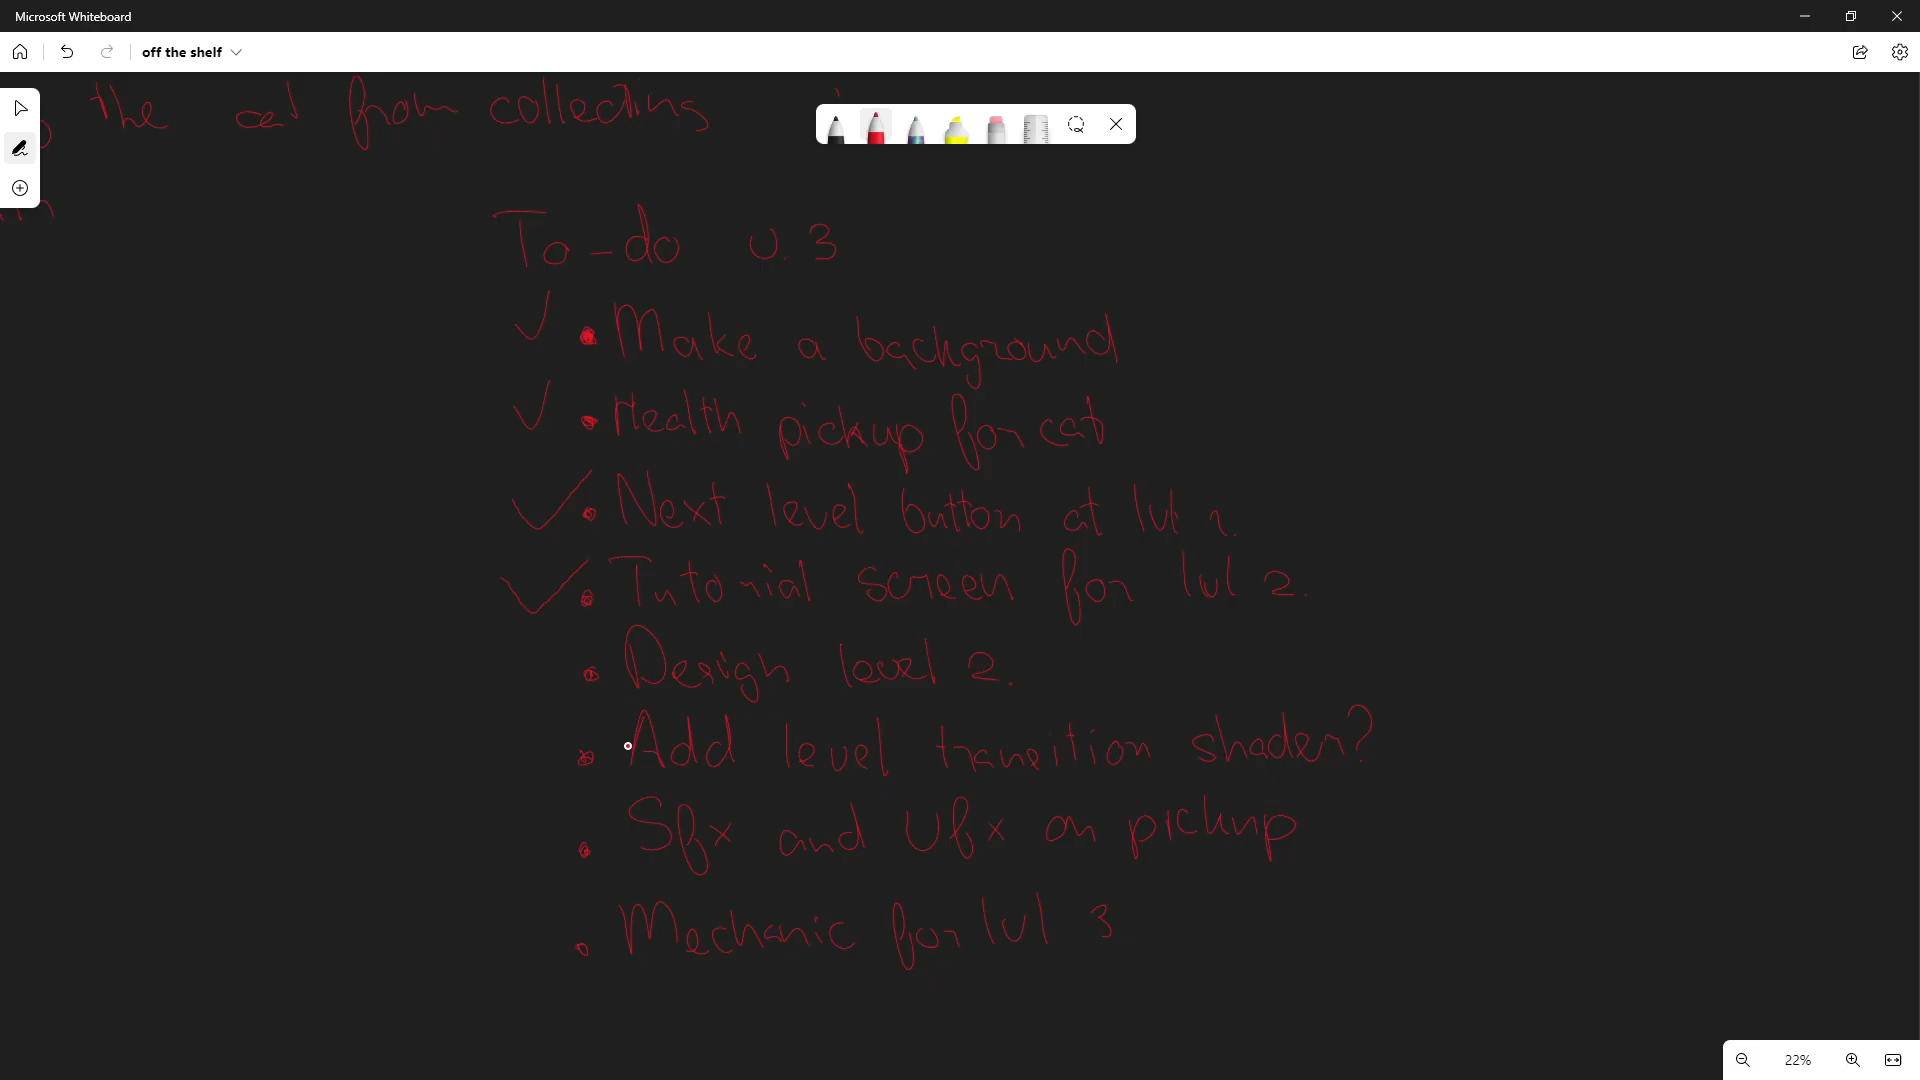 Microsoft Whiteboard
off the shelf
the cat from collecting
To-do v.3
Make a background
Health pickup for cat
Next level button at lvl 1.
Tutorial screen for lvl 2.
Design level 2.
Add level transition shader?
Sfx and Vfx on pickup
Mechanic for lvl 3
22%